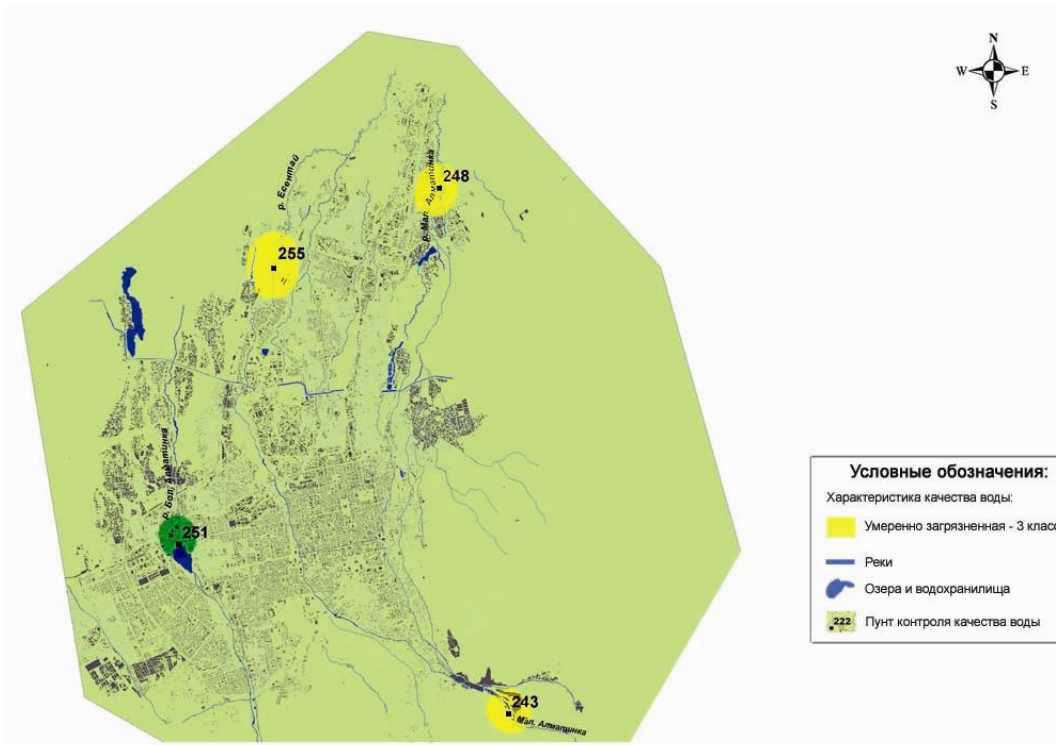 N
W E
S
р. Есентай
р. Мал. Алматинка
248
255
р. Бол. Алматинка
251
243
Мал. Алматинка
Условные обозначения:
Характеристика качества воды:
Умеренно загрязненная - 3 класс
Реки
Озера и водохранилища
222
Пунт контроля качества воды